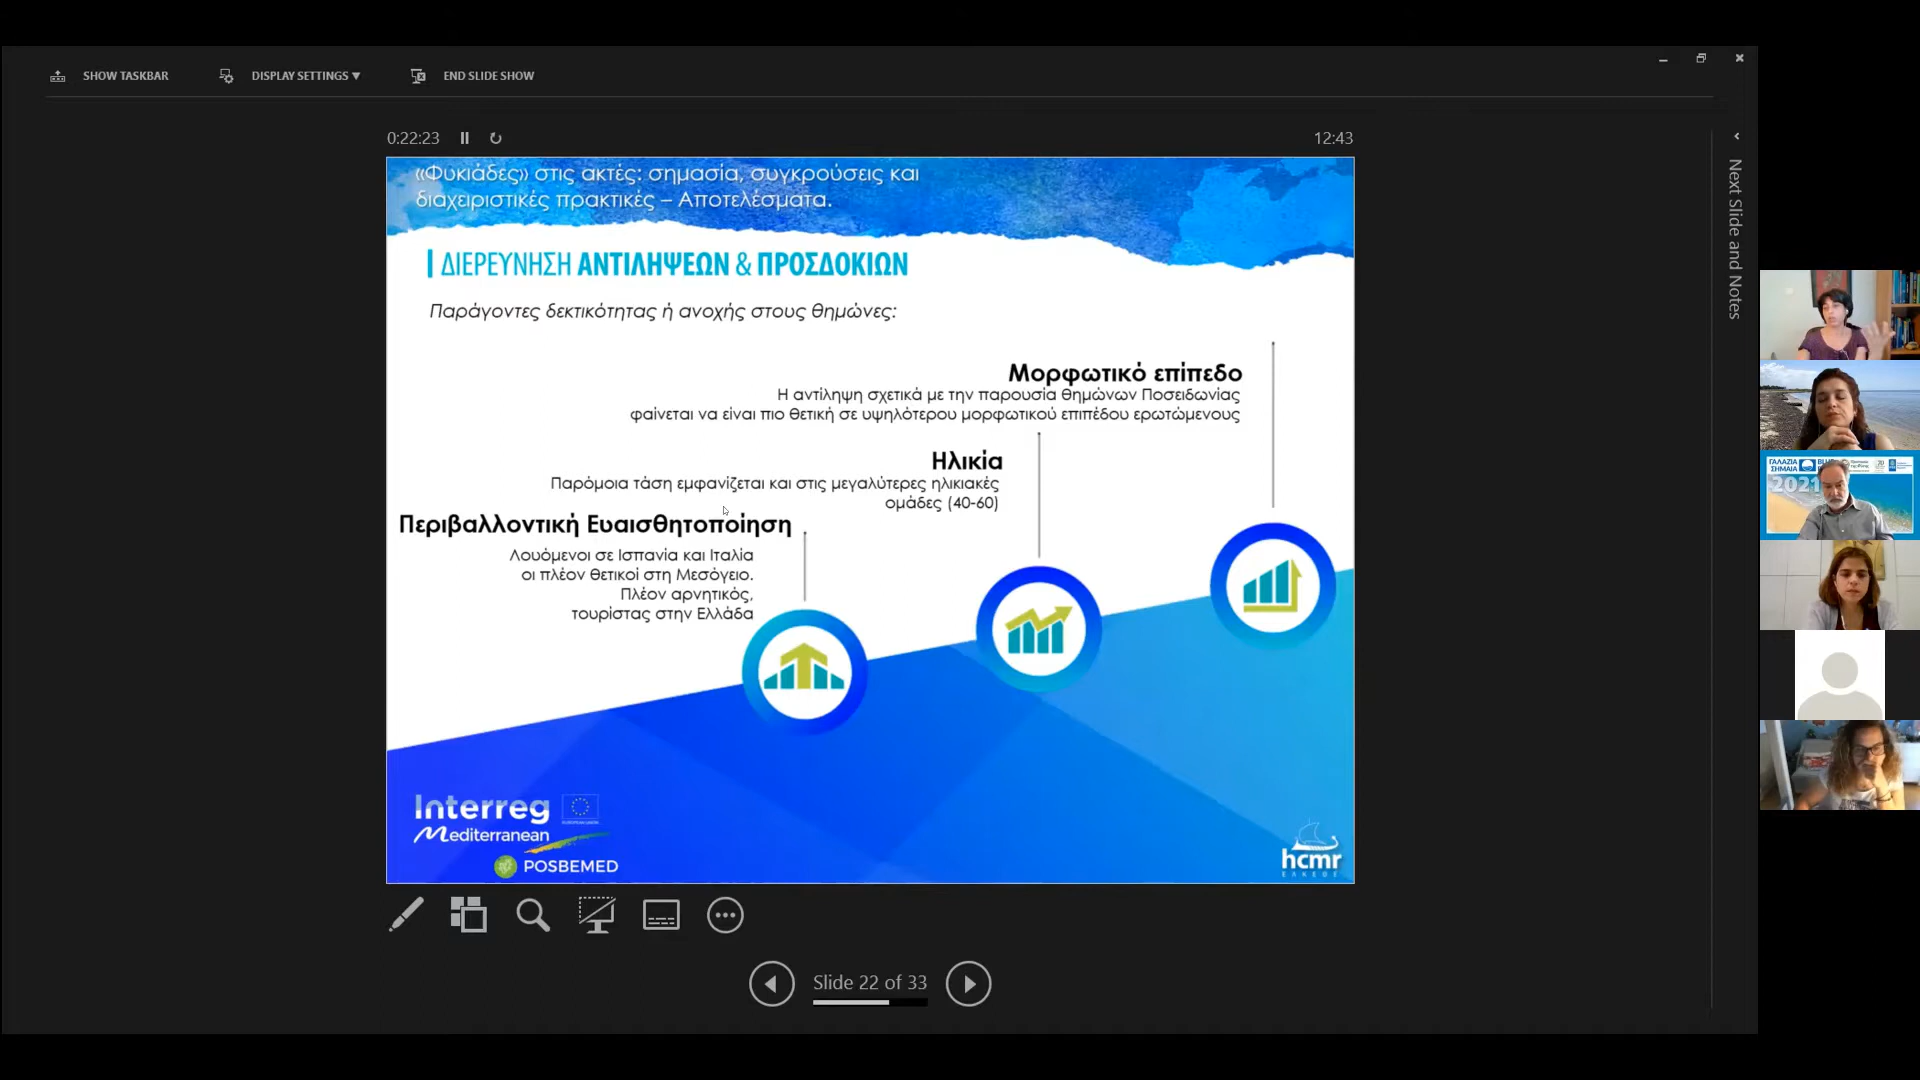 SHOW TASKBAR
DISPLAY SETTINGS ▾
END SLIDE SHOW
0:22:23
12:43
Next Slide and Notes
«Φυκιάδες» στις ακτές: σημασία, συγκρούσεις και
διαχειριστικές πρακτικές – Αποτελέσματα.
ΔΙΕΡΕΥΝΗΣΗ ΑΝΤΙΛΗΨΕΩΝ & ΠΡΟΣΔΟΚΙΩΝ
Παράγοντες δεκτικότητας ή ανοχής στους θημώνες:
Μορφωτικό επίπεδο
Η αντίληψη σχετικά με την παρουσία θημώνων Ποσειδωνίας
φαίνεται να είναι πιο θετική σε υψηλότερου μορφωτικού επιπέδου ερωτώμενους
Ηλικία
Παρόμοια τάση εμφανίζεται και στις μεγαλύτερες ηλικιακές
ομάδες (40-60)
Περιβαλλοντική Ευαισθητοποίηση
Λουόμενοι σε Ισπανία και Ιταλία
οι πλέον θετικοί στη Μεσόγειο.
Πλέον αρνητικός,
τουρίστας στην Ελλάδα
Interreg
Mediterranean
POSBEMED
hcmr
ΕΛΚΕΘΕ
Slide 22 of 33
ΓΑΛΑΖΙΑ
ΣΗΜΑΙΑ
2021